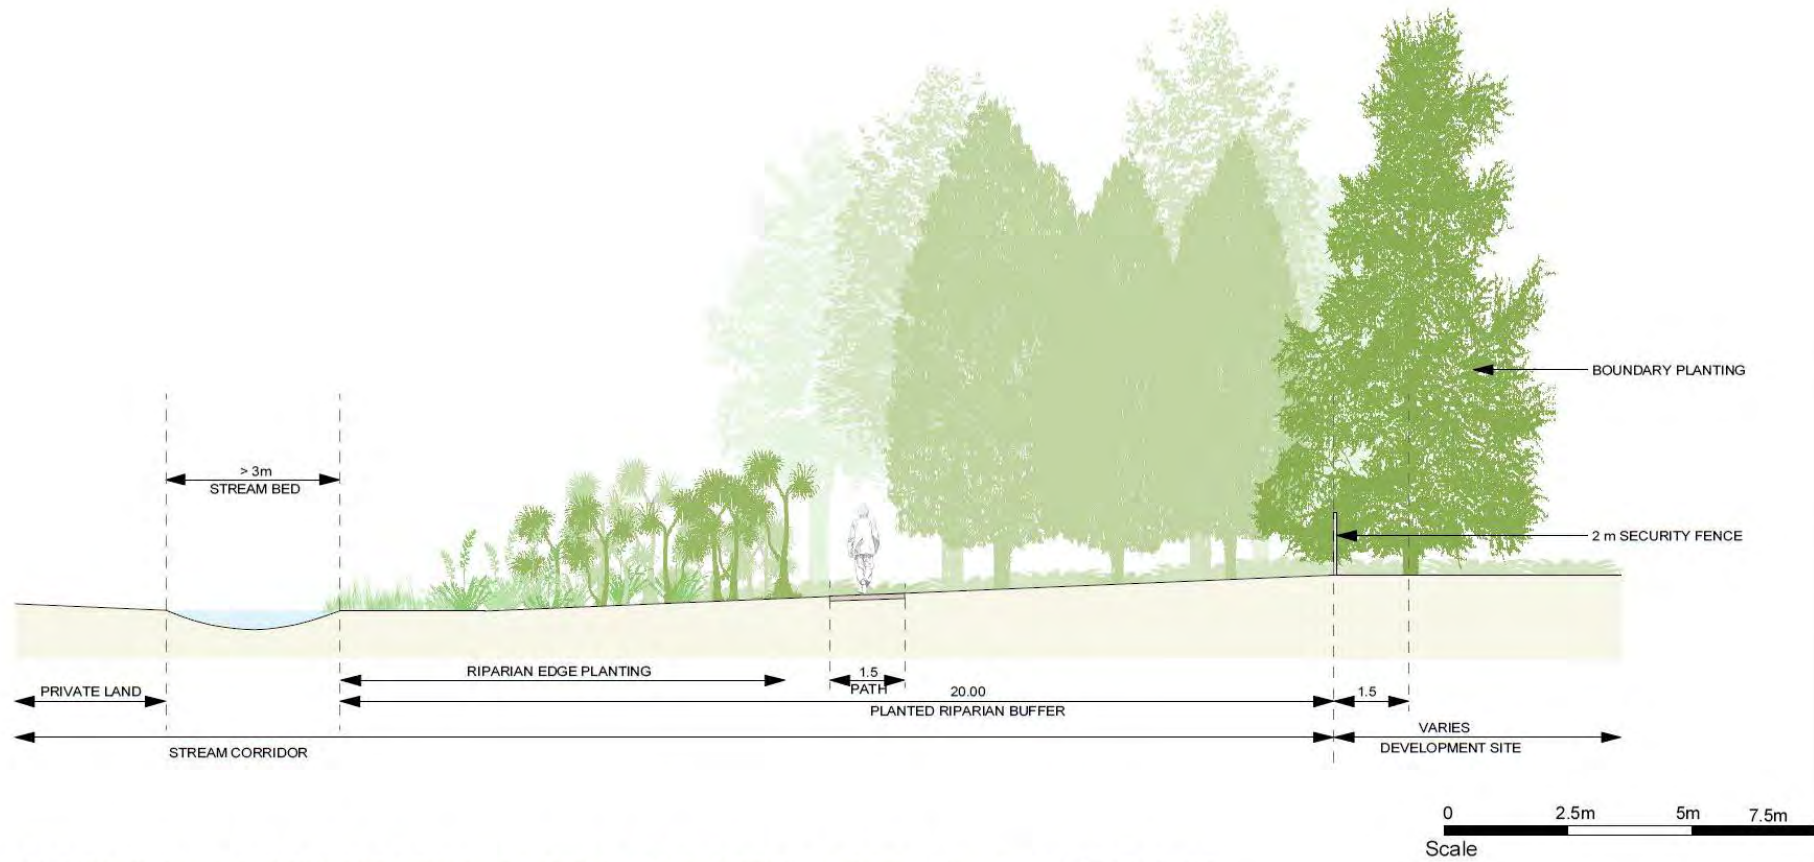 BOUNDARY PLANTING
> 3m
STREAM BED
2 m SECURITY FENCE
RIPARIAN EDGE PLANTING
1.5
PATH
PRIVATE LAND
20.00
PLANTED RIPARIAN BUFFER
1.5
STREAM CORRIDOR
VARIES
DEVELOPMENT SITE
0 2.5m 5m 7.5m
Scale